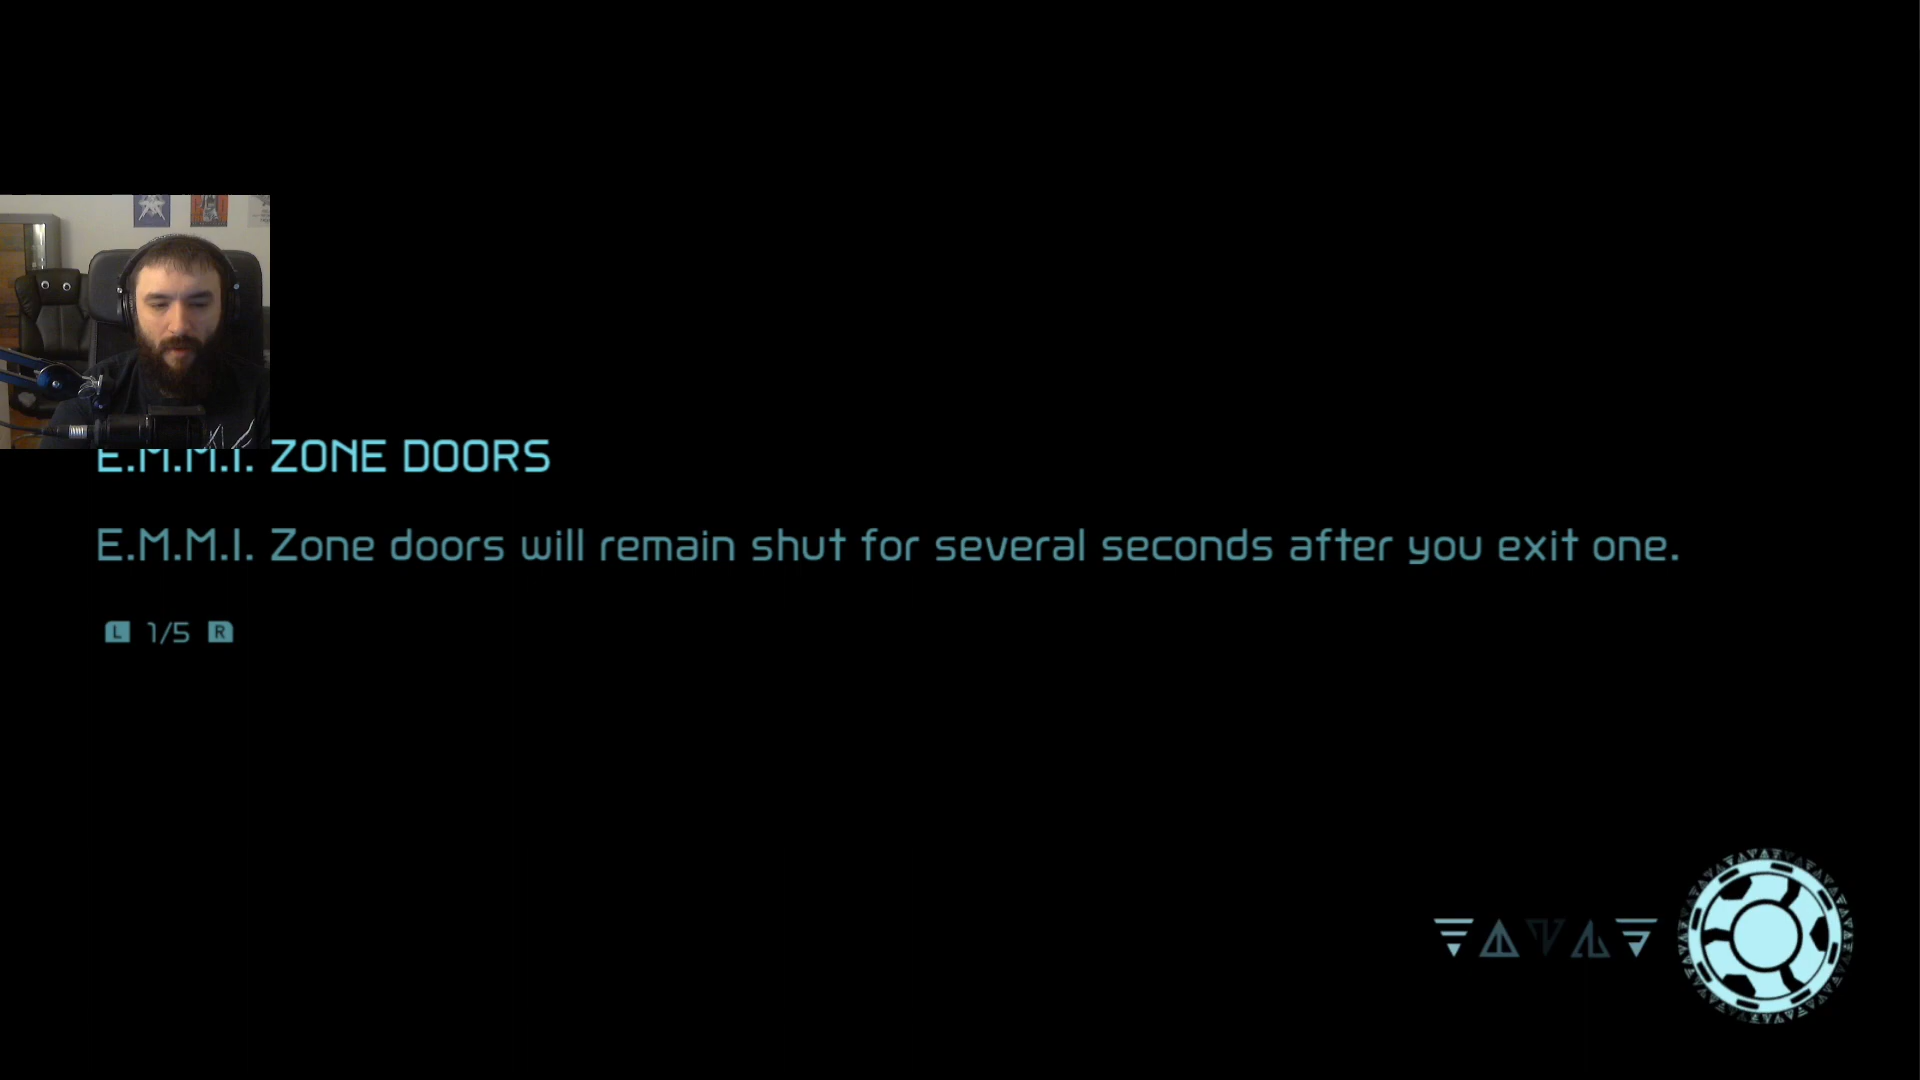 E.M.M.I. ZONE DOORS
E.M.M.I. Zone doors will remain shut for several seconds after you exit one.
L 1/5 R